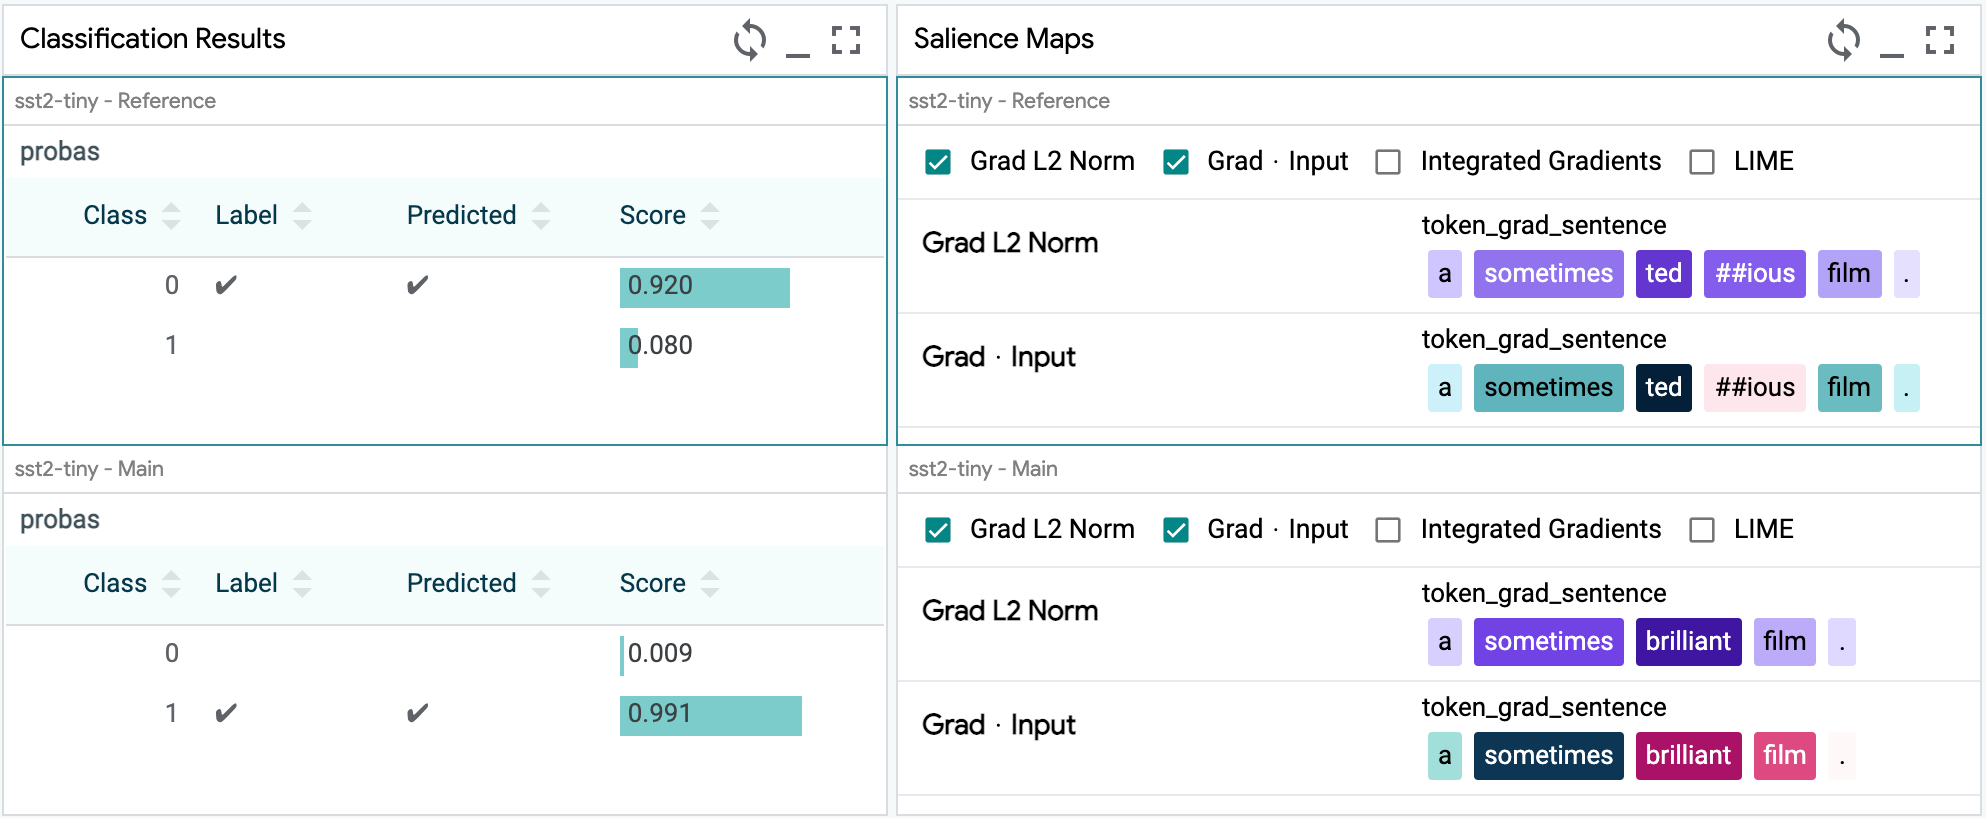 Classification Results
sst2-tiny - Reference
probas
Class Label Predicted Score
0 ✔ ✔ 0.920
1 0.080
sst2-tiny - Main
probas
Class Label Predicted Score
0 0.009
1 ✔ ✔ 0.991
Salience Maps
sst2-tiny - Reference
Grad L2 Norm Grad · Input Integrated Gradients LIME
Grad L2 Norm
token_grad_sentence
a sometimes ted ##ious film .
Grad · Input
token_grad_sentence
a sometimes ted ##ious film .
sst2-tiny - Main
Grad L2 Norm Grad · Input Integrated Gradients LIME
Grad L2 Norm
token_grad_sentence
a sometimes brilliant film .
Grad · Input
token_grad_sentence
a sometimes brilliant film .